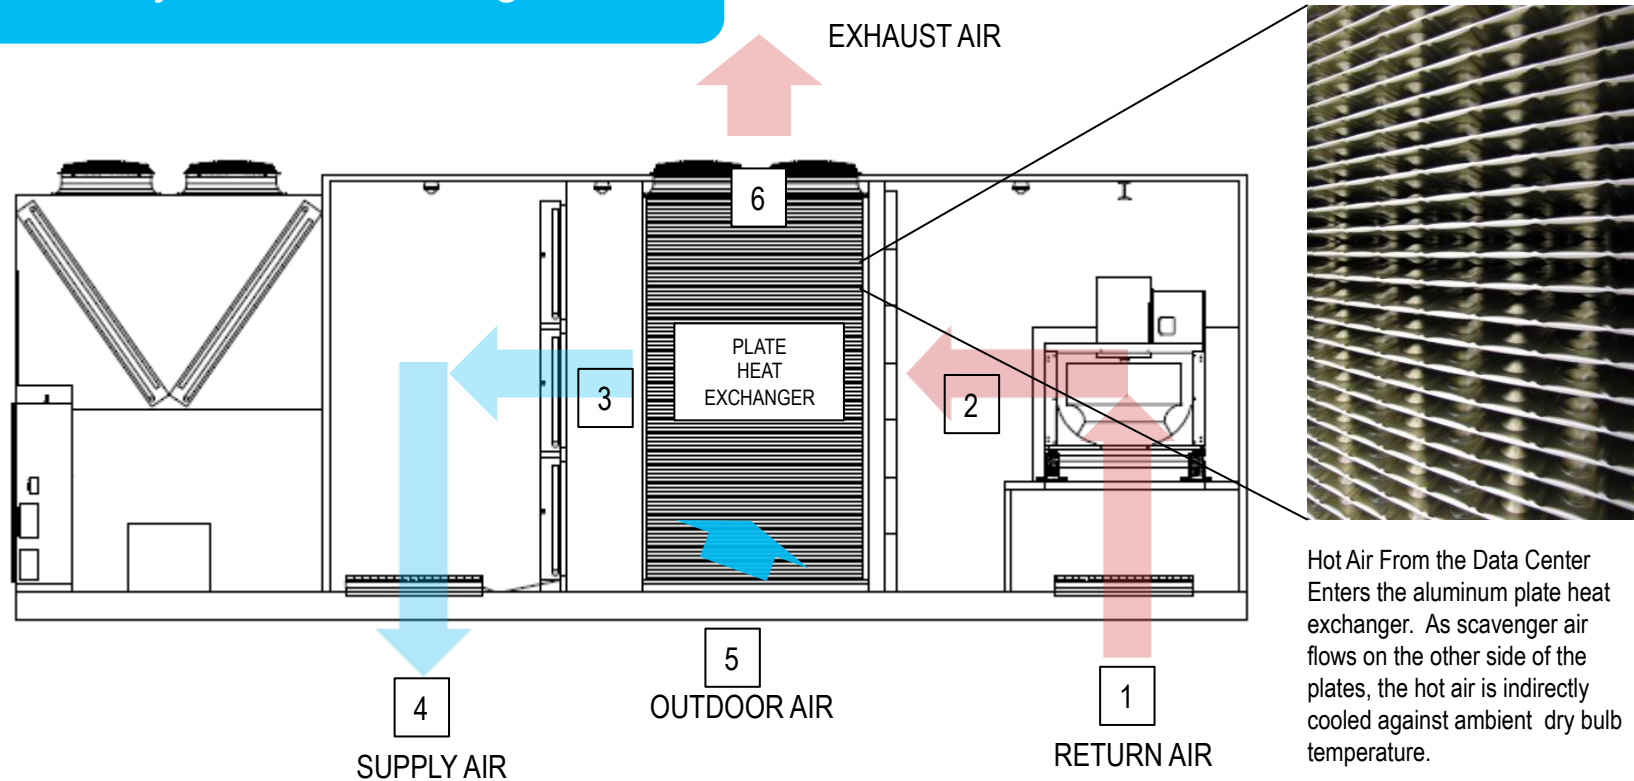 EXHAUST AIR
6
PLATE
HEAT
EXCHANGER
3
2
5
OUTDOOR AIR
4
SUPPLY AIR
1
RETURN AIR
Hot Air From the Data Center
Enters the aluminum plate heat
exchanger.  As scavenger air
flows on the other side of the
plates, the hot air is indirectly
cooled against ambient  dry bulb
temperature.